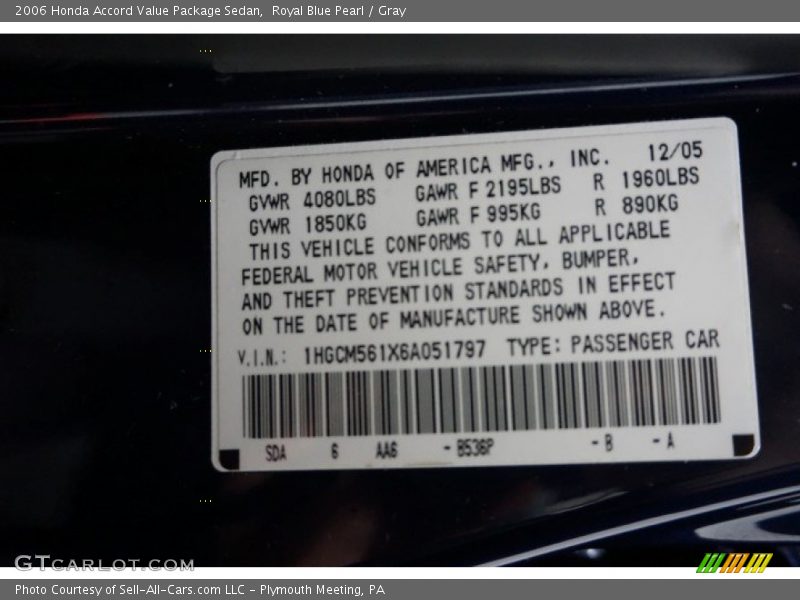 2006 Honda Accord Value Package Sedan, Royal Blue Pearl / Gray
MFD. BY HONDA OF AMERICA MFG., INC. 12/05
GVWR 4080LBS GAWR F 2195LBS R 1960LBS
GVWR 1850KG GAWR F 995KG R 890KG
THIS VEHICLE CONFORMS TO ALL APPLICABLE
FEDERAL MOTOR VEHICLE SAFETY, BUMPER,
AND THEFT PREVENTION STANDARDS IN EFFECT
ON THE DATE OF MANUFACTURE SHOWN ABOVE.
V.I.N.: 1HGCM561X6A051797 TYPE: PASSENGER CAR
SDA 6 AA6 -B536P -B -A
GTCARLOT.COM
Photo Courtesy of Sell-All-Cars.com LLC - Plymouth Meeting, PA